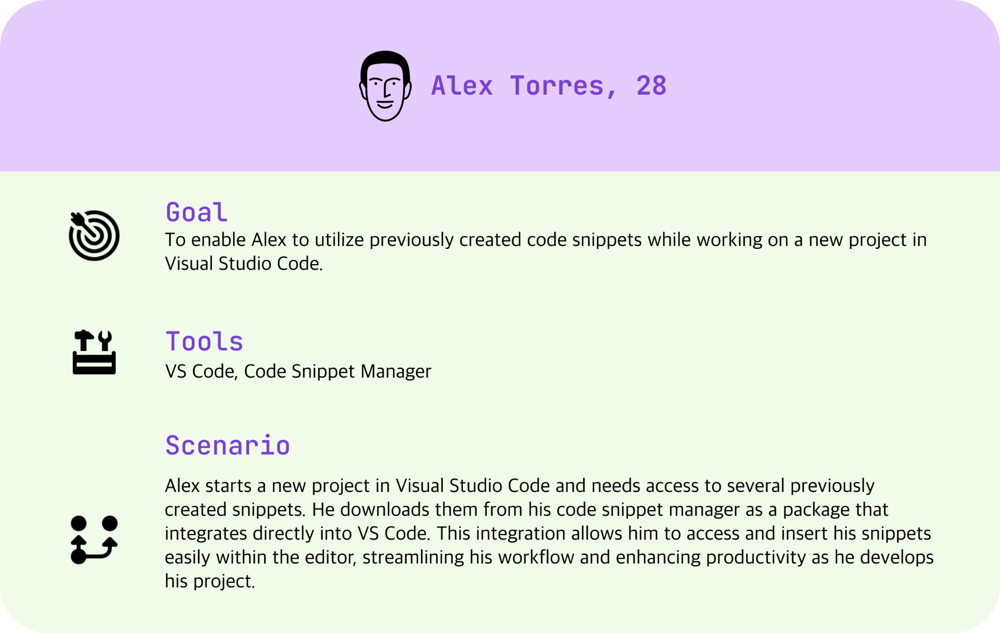 Alex Torres, 28
Goal
To enable Alex to utilize previously created code snippets while working on a new project in
Visual Studio Code.
Tools
VS Code, Code Snippet Manager
Scenario
Alex starts a new project in Visual Studio Code and needs access to several previously
created snippets. He downloads them from his code snippet manager as a package that
integrates directly into VS Code. This integration allows him to access and insert his snippets
easily within the editor, streamlining his workflow and enhancing productivity as he develops
his project.